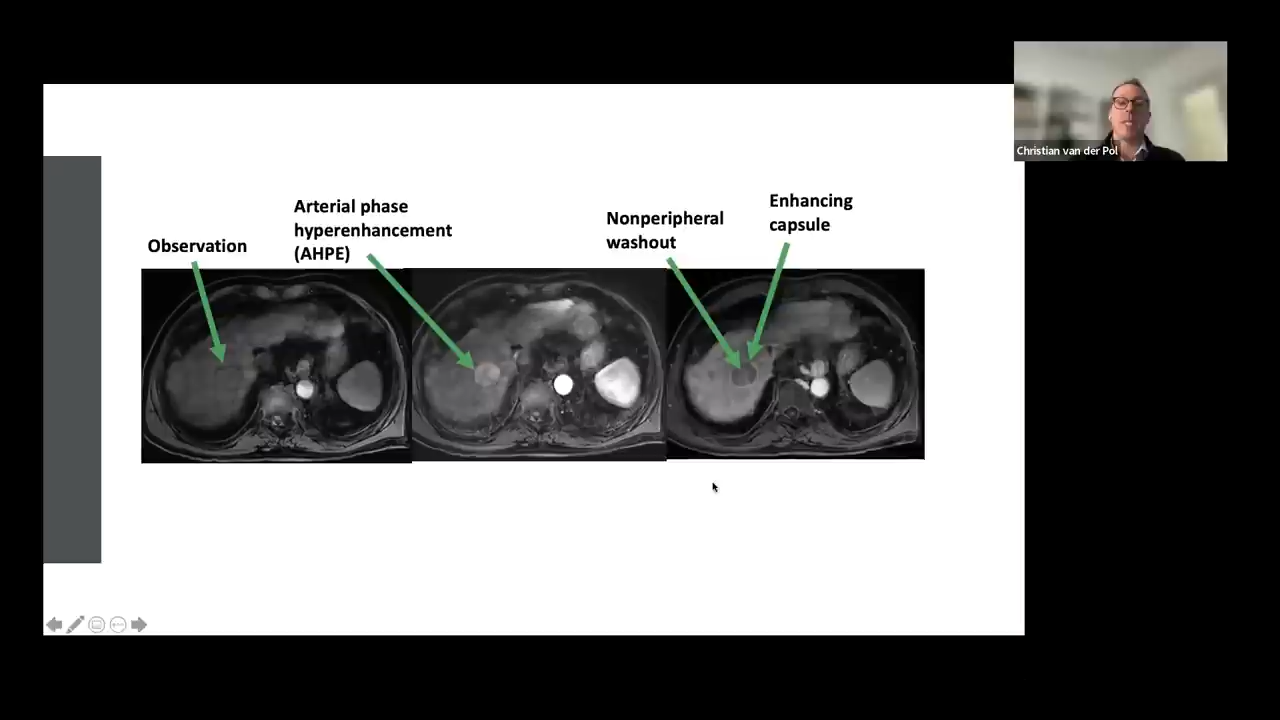 Christian van der Pol
Observation
Arterial phase
hyperenhancement
(AHPE)
Nonperipheral
washout
Enhancing
capsule